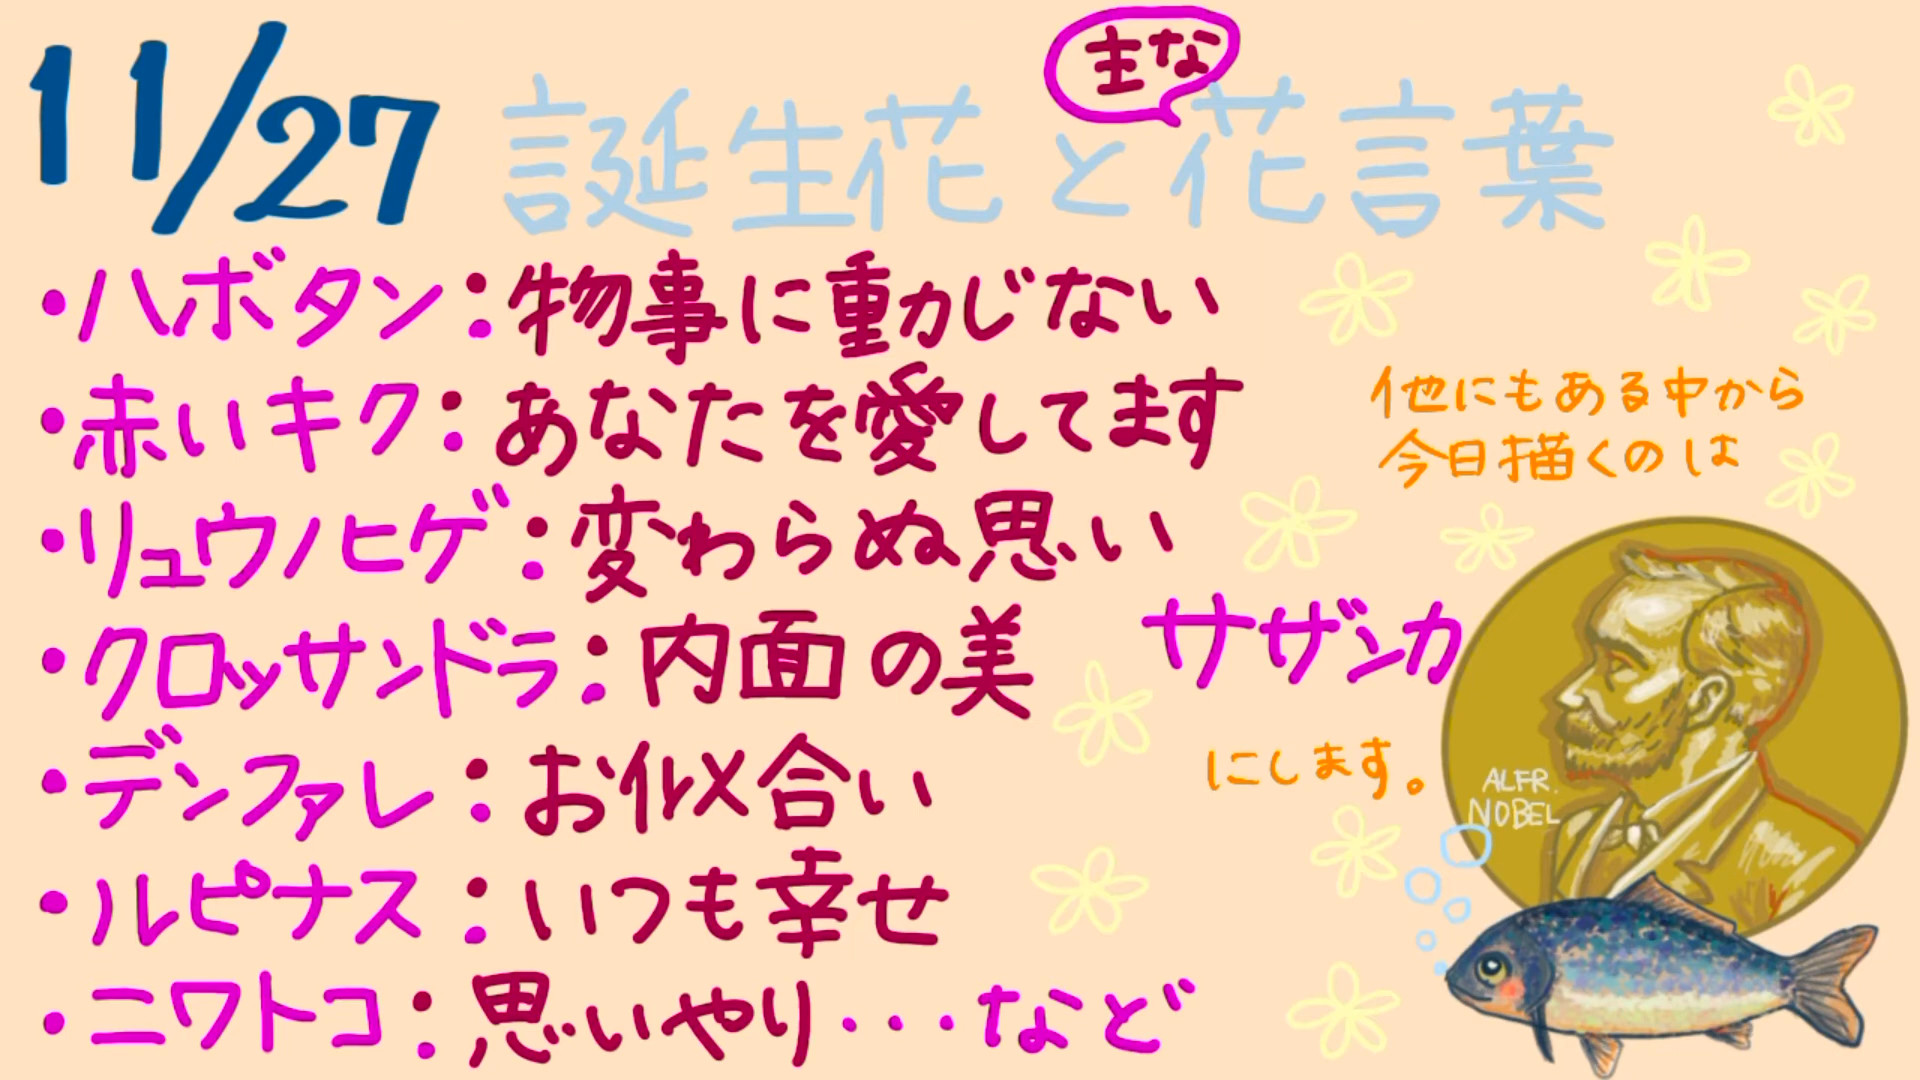 11/27 誕生花と主な花言葉
・ハボタン：物事に動じない
・赤いキク：あなたを愛してます
・リュウノヒゲ：変わらぬ思い
・クロッサンドラ：内面の美
・デンファレ：お似合い
・ルピナス：いつも幸せ
・ニワトコ：思いやり・・・など
他にもある中から
今日描くのは
サザンカ
にします。
ALFR.
NOBEL